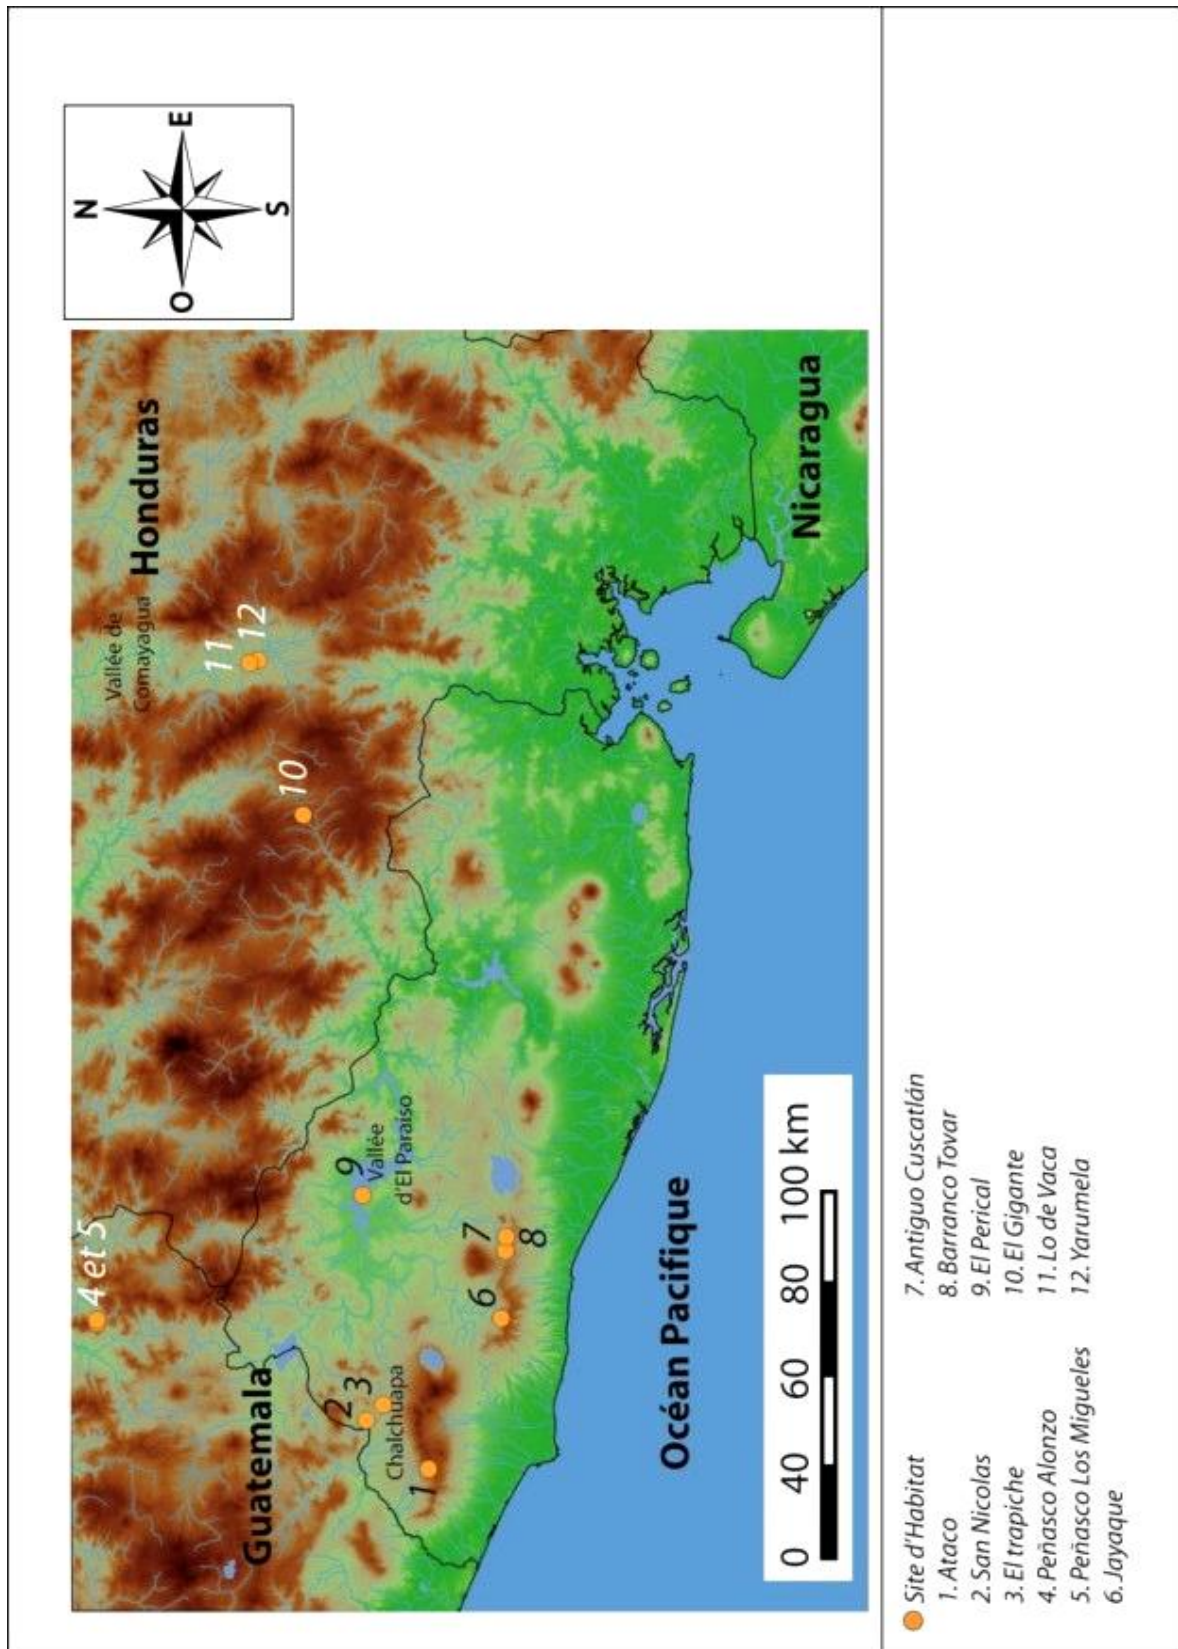 N
O
E
S
Honduras
Vallée de
Comayagua
4 et 5
11
12
10
Guatemala
9
Vallée
d'El Paraíso
2
3
Chalchuapa
1
6
7
8
Nicaragua
Océan Pacifique
0 40 60 80 100 km
Site d'Habitat
1. Ataco
2. San Nicolas
3. El trapiche
4. Peñasco Alonzo
5. Peñasco Los Migueles
6. Jayaque
7. Antiguo Cuscatlán
8. Barranco Tovar
9. El Perical
10. El Gigante
11. Lo de Vaca
12. Yarumela